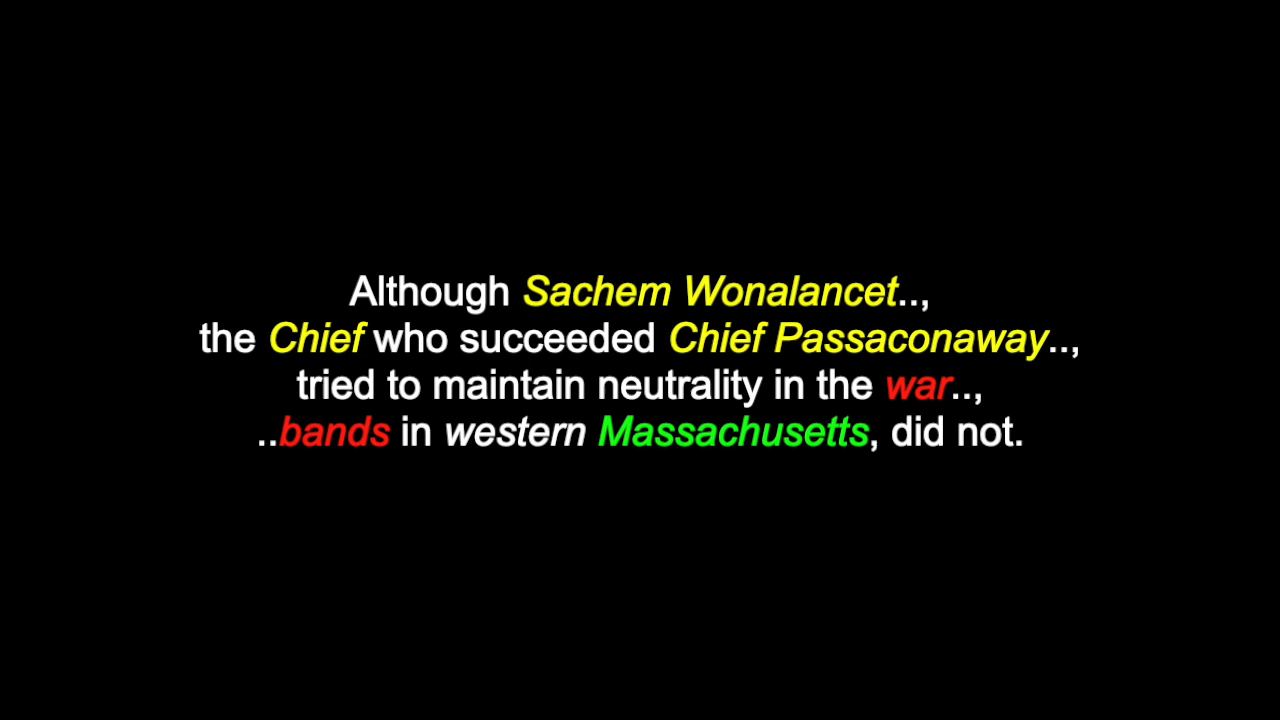 Although Sachem Wonalancet..,
the Chief who succeeded Chief Passaconaway..,
tried to maintain neutrality in the war..,
..bands in western Massachusetts, did not.